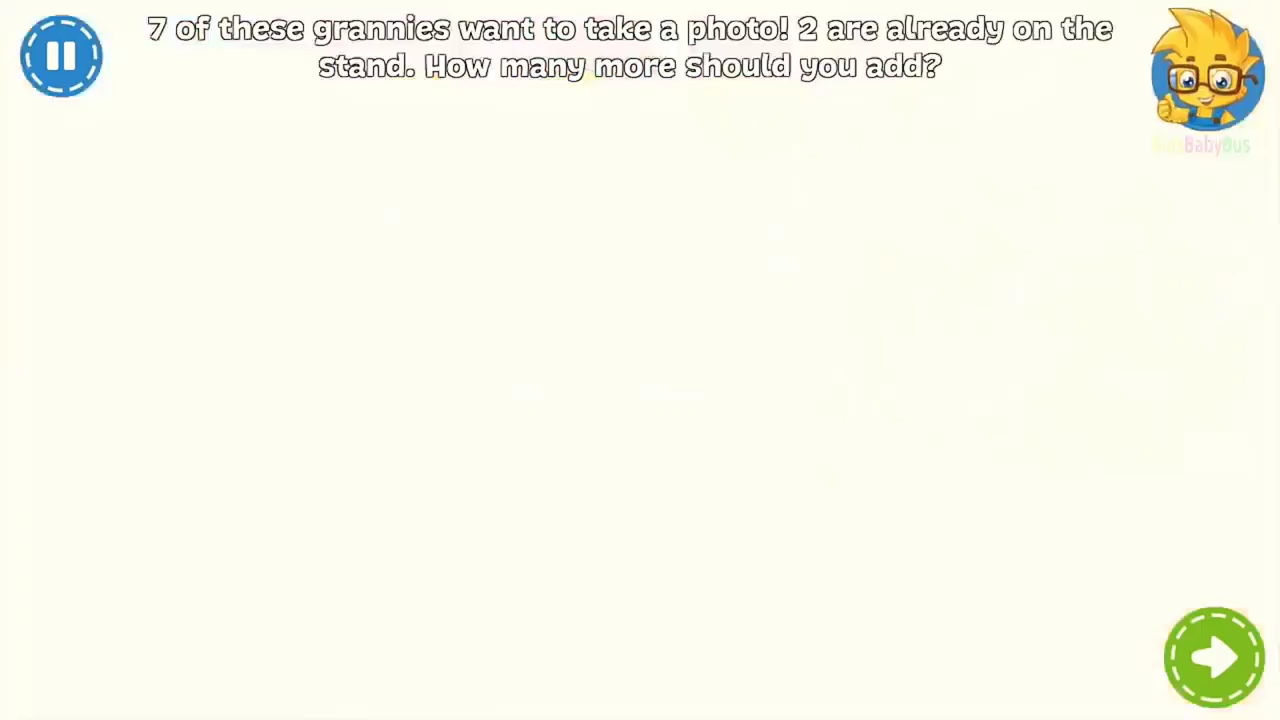 7 of these grannies want to take a photo! 2 are already on the
stand. How many more should you add?
BabyBus